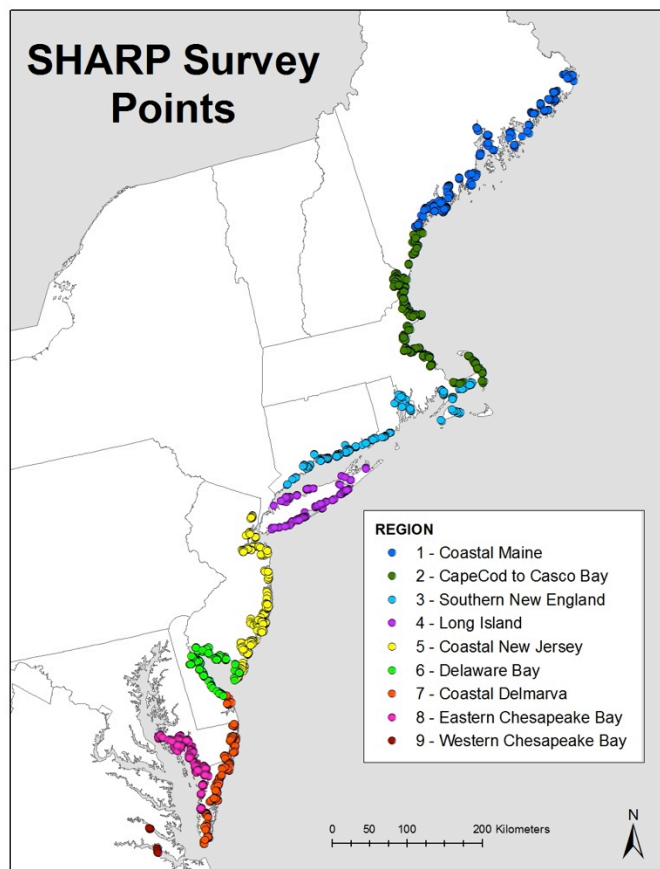 SHARP Survey
Points
REGION
1 - Coastal Maine
2 - CapeCod to Casco Bay
3 - Southern New England
4 - Long Island
5 - Coastal New Jersey
6 - Delaware Bay
7 - Coastal Delmarva
8 - Eastern Chesapeake Bay
9 - Western Chesapeake Bay
N
0 50 100 200 Kilometers